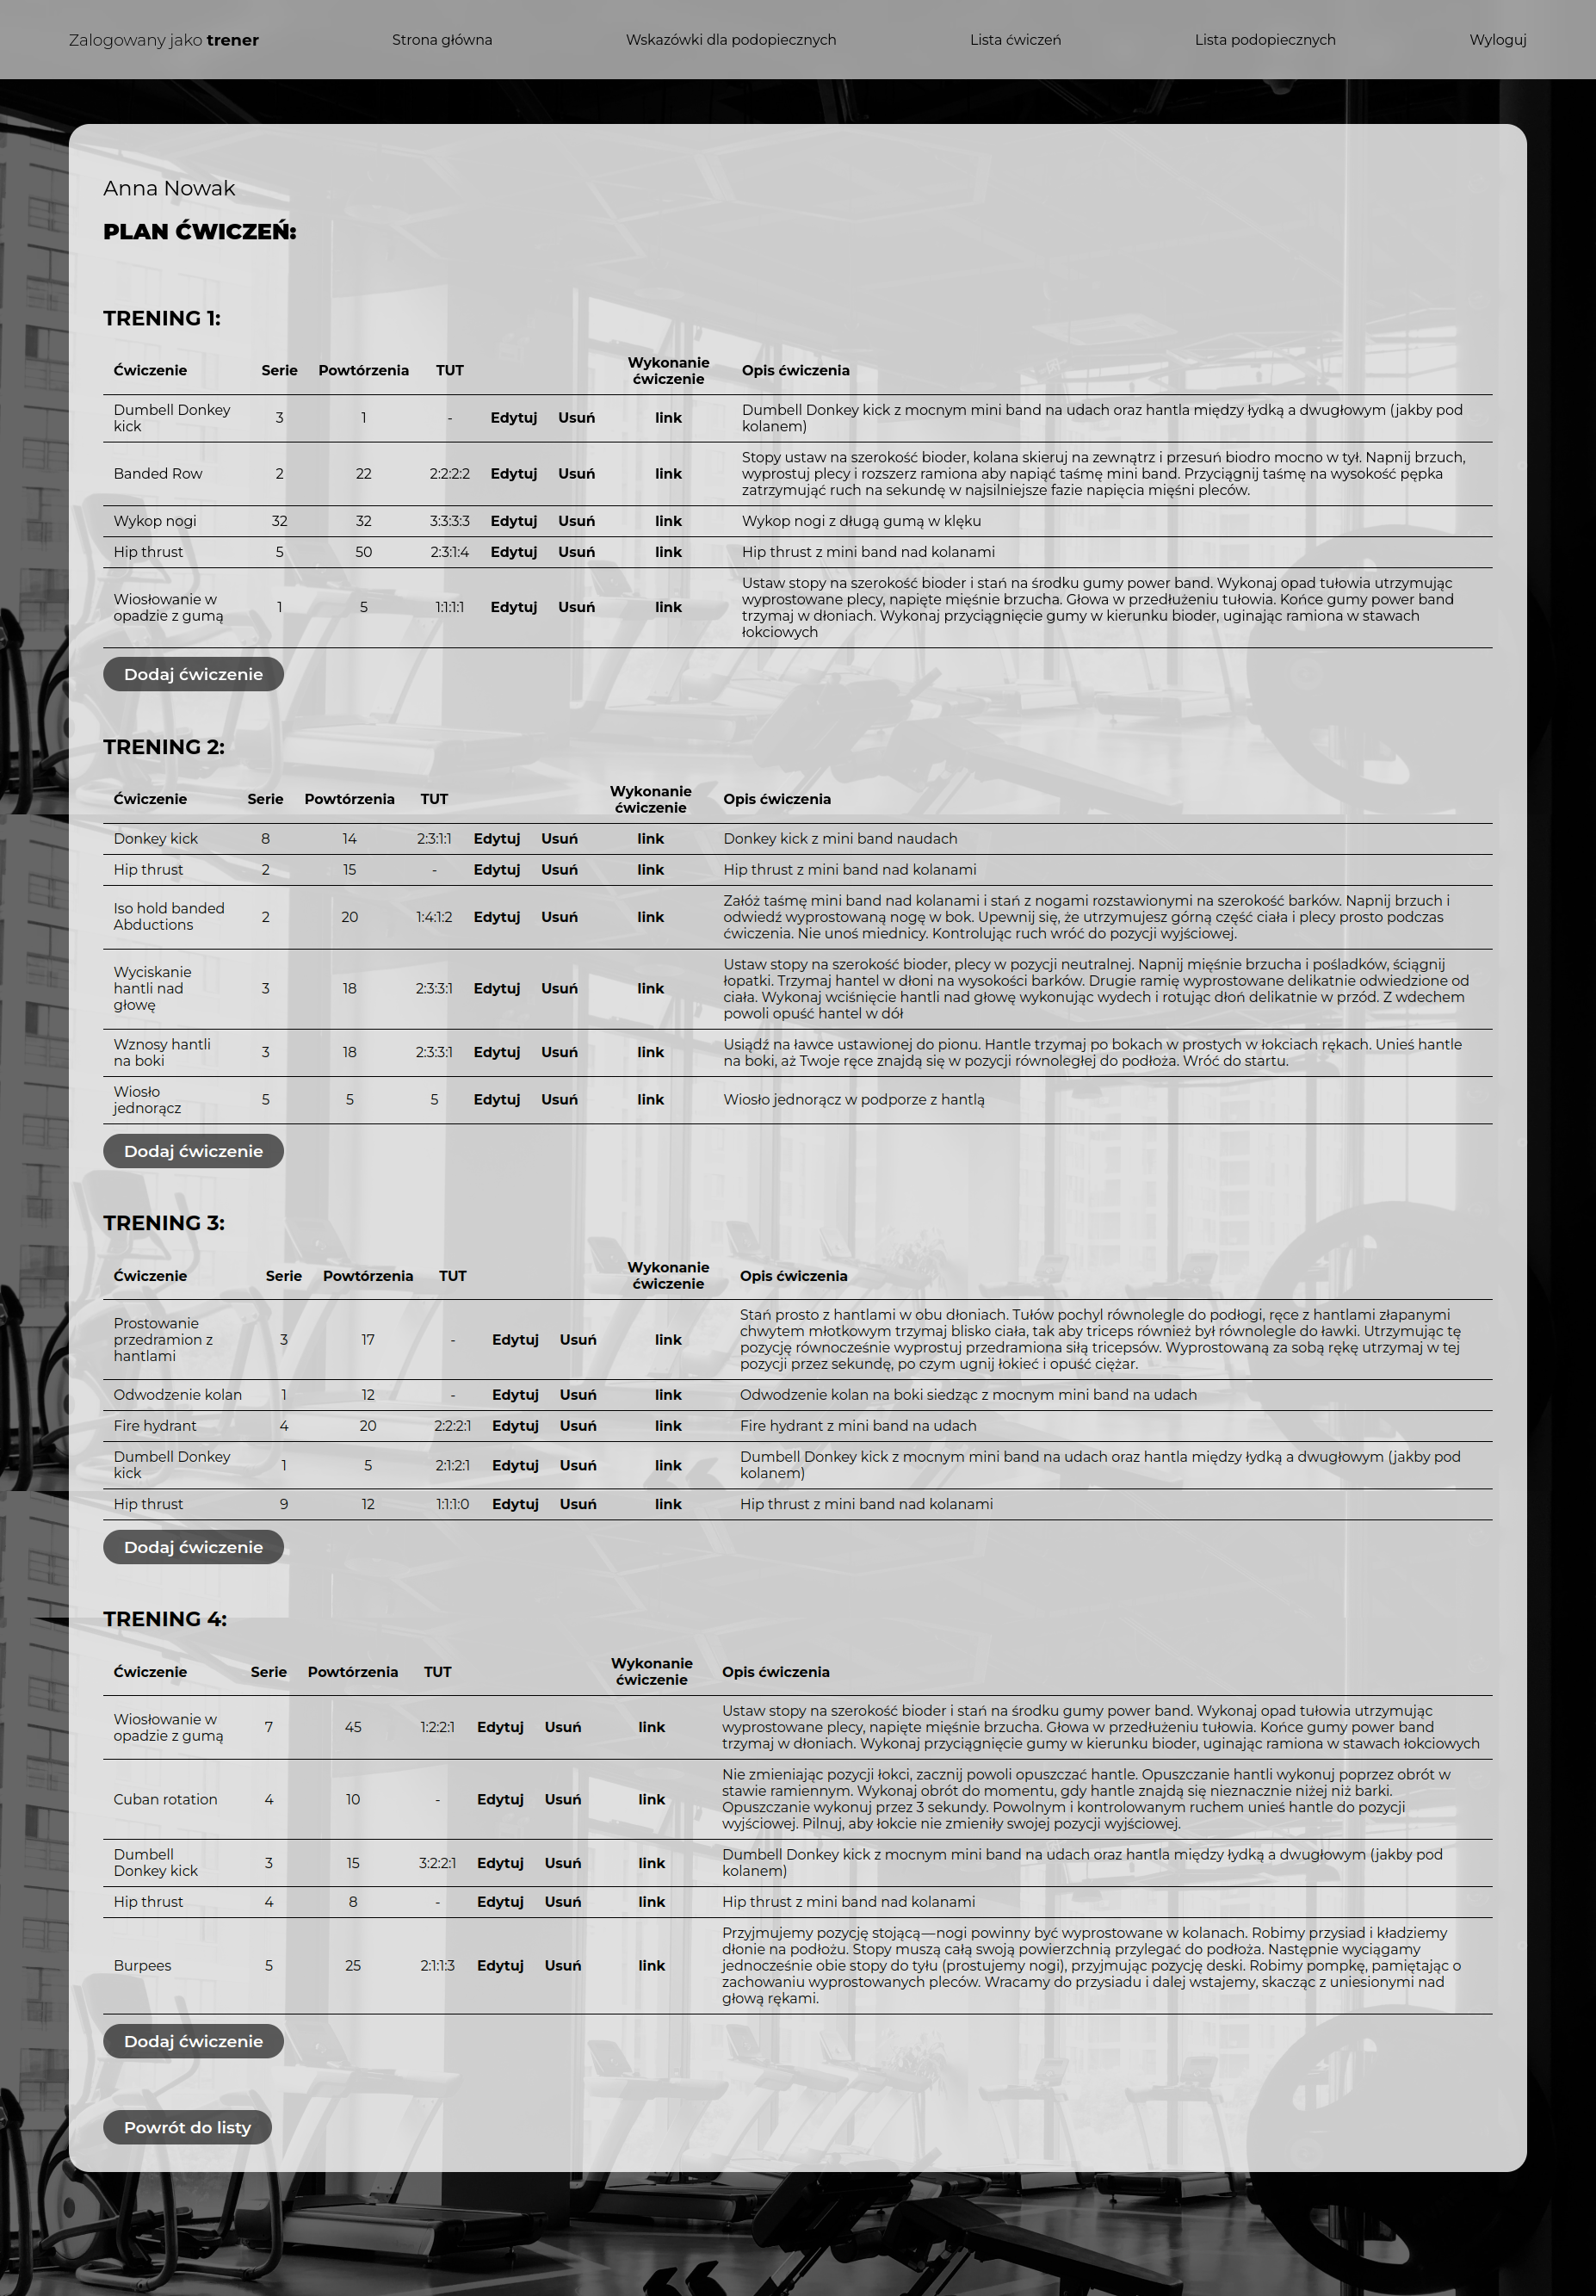 Zalogowany jako trener Strona główna Wskazówki dla podopiecznych Lista ćwiczeń Lista podopiecznych Wyloguj
Anna Nowak
PLAN ĆWICZEŃ:
TRENING 1:
Ćwiczenie Serie Powtórzenia TUT Wykonanie ćwiczenie Opis ćwiczenia
Dumbell Donkey kick 3 1 - Edytuj Usuń link Dumbell Donkey kick z mocnym mini band na udach oraz hantla między łydką a dwugłowym (jakby pod
kolanem)
Banded Row 2 22 2:2:2:2 Edytuj Usuń link Stopy ustaw na szerokość bioder, kolana skieruj na zewnątrz i przesuń biodro mocno w tył. Napnij brzuch,
wyprostuj plecy i rozszerz ramiona aby napiąć taśmę mini band. Przyciągnij taśmę na wysokość pępka
zatrzymując ruch na sekundę w najsilniejsze fazie napięcia mięśni pleców.
Wykop nogi 32 32 3:3:3:3 Edytuj Usuń link Wykop nogi z długą gumą w klęku
Hip thrust 5 50 2:3:1:4 Edytuj Usuń link Hip thrust z mini band nad kolanami
Wiosłowanie w opadzie z gumą 1 5 1:1:1:1 Edytuj Usuń link Ustaw stopy na szerokość bioder i stań na środku gumy power band. Wykonaj opad tułowia utrzymując
wyprostowane plecy, napięte mięśnie brzucha. Głowa w przedłużeniu tułowia. Końce gumy power band
trzymaj w dłoniach. Wykonaj przyciągnięcie gumy w kierunku bioder, uginając ramiona w stawach
łokciowych
Dodaj ćwiczenie
TRENING 2:
Ćwiczenie Serie Powtórzenia TUT Wykonanie ćwiczenie Opis ćwiczenia
Donkey kick 8 14 2:3:1:1 Edytuj Usuń link Donkey kick z mini band naudach
Hip thrust 2 15 - Edytuj Usuń link Hip thrust z mini band nad kolanami
Iso hold banded Abductions 2 20 1:4:1:2 Edytuj Usuń link Załóż taśmę mini band nad kolanami i stań z nogami rozstawionymi na szerokość barków. Napnij brzuch i
odwiedź wyprostowaną nogę w bok. Upewnij się, że utrzymujesz górną część ciała i plecy prosto podczas
ćwiczenia. Nie unoś miednicy. Kontrolując ruch wróć do pozycji wyjściowej.
Wyciskanie hantli nad głowę 3 18 2:3:3:1 Edytuj Usuń link Ustaw stopy na szerokość bioder, plecy w pozycji neutralnej. Napnij mięśnie brzucha i pośladków, ściągnij
łopatki. Trzymaj hantel w dłoni na wysokości barków. Drugie ramię wyprostowane delikatnie odwiedzione od
ciała. Wykonaj wciśnięcie hantli nad głowę wykonując wydech i rotując dłoń delikatnie w przód. Z wdechem
powoli opuść hantel w dół
Wznosy hantli na boki 3 18 2:3:3:1 Edytuj Usuń link Usiądź na ławce ustawionej do pionu. Hantle trzymaj po bokach w prostych w łokciach rękach. Unieś hantle
na boki, aż Twoje ręce znajdą się w pozycji równoległej do podłoża. Wróć do startu.
Wiosło jednorącz 5 5 5 Edytuj Usuń link Wiosło jednorącz w podporze z hantlą
Dodaj ćwiczenie
TRENING 3:
Ćwiczenie Serie Powtórzenia TUT Wykonanie ćwiczenie Opis ćwiczenia
Prostowanie przedramion z hantlami 3 17 - Edytuj Usuń link Stań prosto z hantlami w obu dłoniach. Tułów pochyl równolegle do podłogi, ręce z hantlami złapanymi
chwytem młotkowym trzymaj blisko ciała, tak aby triceps również był równolegle do ławki. Utrzymując tę
pozycję równocześnie wyprostuj przedramiona siłą tricepsów. Wyprostowaną za sobą rękę utrzymaj w tej
pozycji przez sekundę, po czym ugnij łokieć i opuść ciężar.
Odwodzenie kolan 1 12 - Edytuj Usuń link Odwodzenie kolan na boki siedząc z mocnym mini band na udach
Fire hydrant 4 20 2:2:2:1 Edytuj Usuń link Fire hydrant z mini band na udach
Dumbell Donkey kick 1 5 2:1:2:1 Edytuj Usuń link Dumbell Donkey kick z mocnym mini band na udach oraz hantla między łydką a dwugłowym (jakby pod
kolanem)
Hip thrust 9 12 1:1:1:0 Edytuj Usuń link Hip thrust z mini band nad kolanami
Dodaj ćwiczenie
TRENING 4:
Ćwiczenie Serie Powtórzenia TUT Wykonanie ćwiczenie Opis ćwiczenia
Wiosłowanie w opadzie z gumą 7 45 1:2:2:1 Edytuj Usuń link Ustaw stopy na szerokość bioder i stań na środku gumy power band. Wykonaj opad tułowia utrzymując
wyprostowane plecy, napięte mięśnie brzucha. Głowa w przedłużeniu tułowia. Końce gumy power band
trzymaj w dłoniach. Wykonaj przyciągnięcie gumy w kierunku bioder, uginając ramiona w stawach łokciowych
Cuban rotation 4 10 - Edytuj Usuń link Nie zmieniając pozycji łokci, zacznij powoli opuszczać hantle. Opuszczanie hantli wykonuj poprzez obrót w
stawie ramiennym. Wykonaj obrót do momentu, gdy hantle znajdą się nieznacznie niżej niż barki.
Opuszczanie wykonuj przez 3 sekundy. Powolnym i kontrolowanym ruchem unieś hantle do pozycji
wyjściowej. Pilnuj, aby łokcie nie zmieniły swojej pozycji wyjściowej.
Dumbell Donkey kick 3 15 3:2:2:1 Edytuj Usuń link Dumbell Donkey kick z mocnym mini band na udach oraz hantla między łydką a dwugłowym (jakby pod
kolanem)
Hip thrust 4 8 - Edytuj Usuń link Hip thrust z mini band nad kolanami
Burpees 5 25 2:1:1:3 Edytuj Usuń link Przyjmujemy pozycję stojącą—nogi powinny być wyprostowane w kolanach. Robimy przysiad i kładziemy
dłonie na podłożu. Stopy muszą całą swoją powierzchnią przylegać do podłoża. Następnie wyciągamy
jednocześnie obie stopy do tyłu (prostujemy nogi), przyjmując pozycję deski. Robimy pompkę, pamiętając o
zachowaniu wyprostowanych pleców. Wracamy do przysiadu i dalej wstajemy, skacząc z uniesionymi nad
głową rękami.
Dodaj ćwiczenie
Powrót do listy